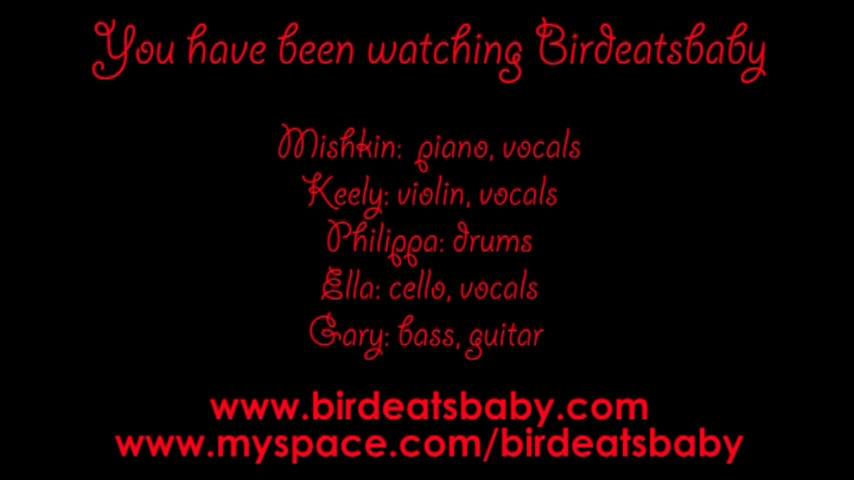 You have been watching Birdeatsbaby
Mishkin: piano, vocals
Keely: violin, vocals
Philippa: drums
Ella: cello, vocals
Gary: bass, guitar
www.birdeatsbaby.com
www.myspace.com/birdeatsbaby